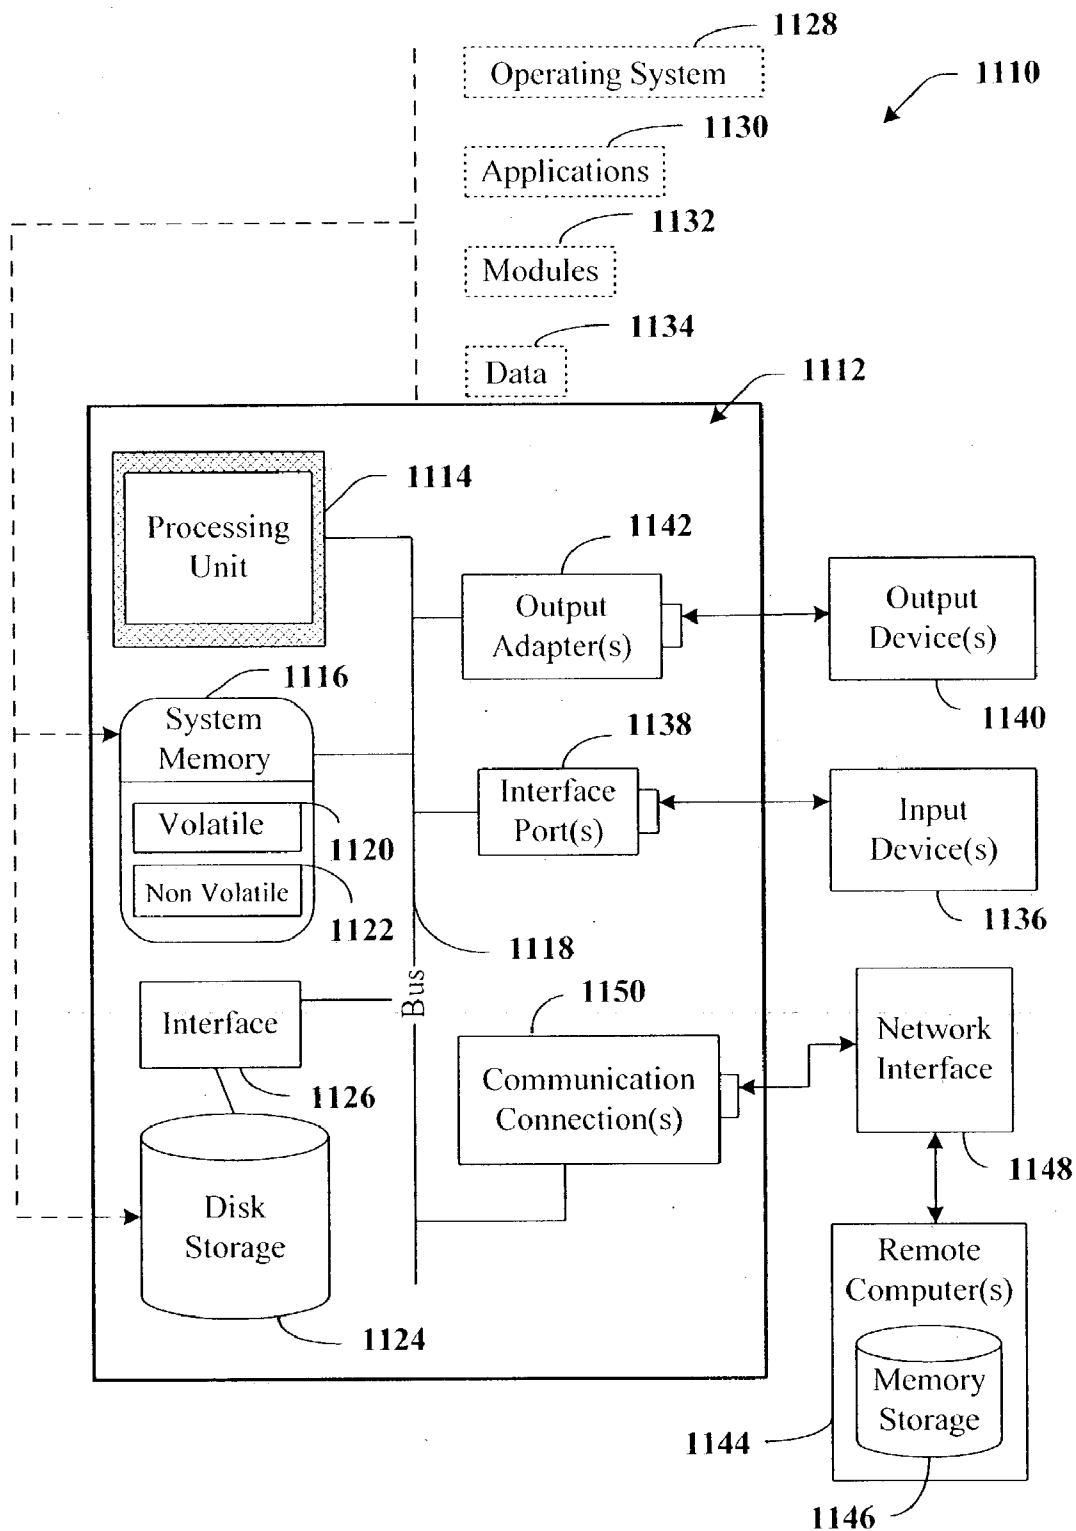 1128
Operating System
1110
1130
Applications
1132
Modules
1134
Data
1112
1114
Processing
Unit
1142
Output
Adapter(s)
Output
Device(s)
1140
1116
System
Memory
1138
Interface
Port(s)
Input
Device(s)
1136
Volatile
1120
Non Volatile
1122
1118
Bus
1150
Interface
1126
Communication
Connection(s)
Network
Interface
1148
Disk
Storage
1124
Remote
Computer(s)
Memory
Storage
1144
1146